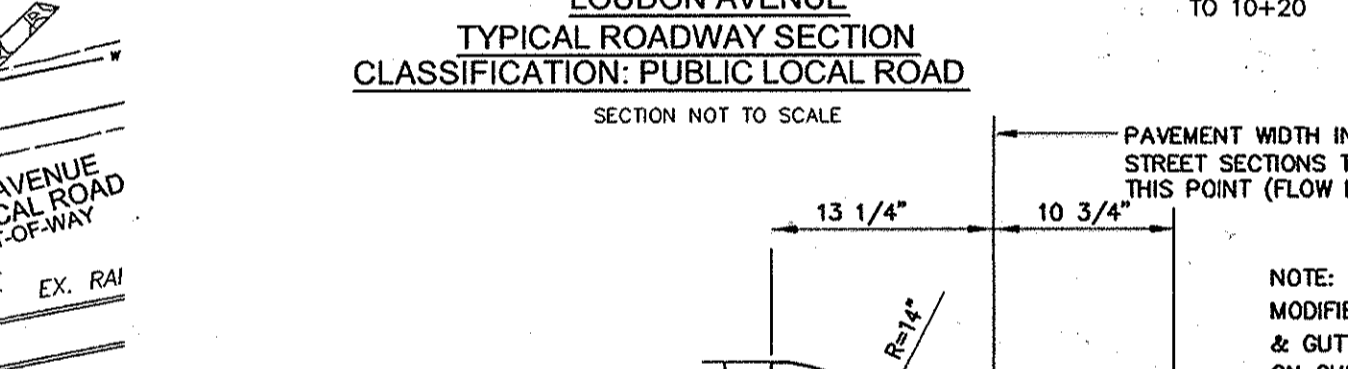 LOUDON AVENUE
TYPICAL ROADWAY SECTION
CLASSIFICATION: PUBLIC LOCAL ROAD
SECTION NOT TO SCALE
TO 10+20
W
AVENUE
CAL ROAD
T-OF-WAY
EX. RAI
PAVEMENT WIDTH IN
STREET SECTIONS T
THIS POINT (FLOW
13 1/4"
10 3/4"
R=14"
NOTE:
MODIFIE
& GUT